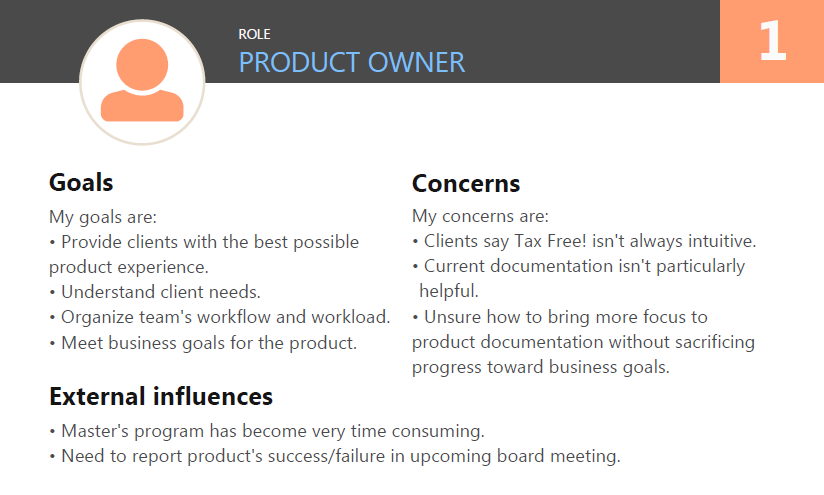 ROLE
PRODUCT OWNER
1
Goals
My goals are:
• Provide clients with the best possible
product experience.
• Understand client needs.
• Organize team's workflow and workload.
• Meet business goals for the product.
Concerns
My concerns are:
• Clients say Tax Free! isn't always intuitive.
• Current documentation isn't particularly
helpful.
• Unsure how to bring more focus to
product documentation without sacrificing
progress toward business goals.
External influences
• Master's program has become very time consuming.
• Need to report product's success/failure in upcoming board meeting.